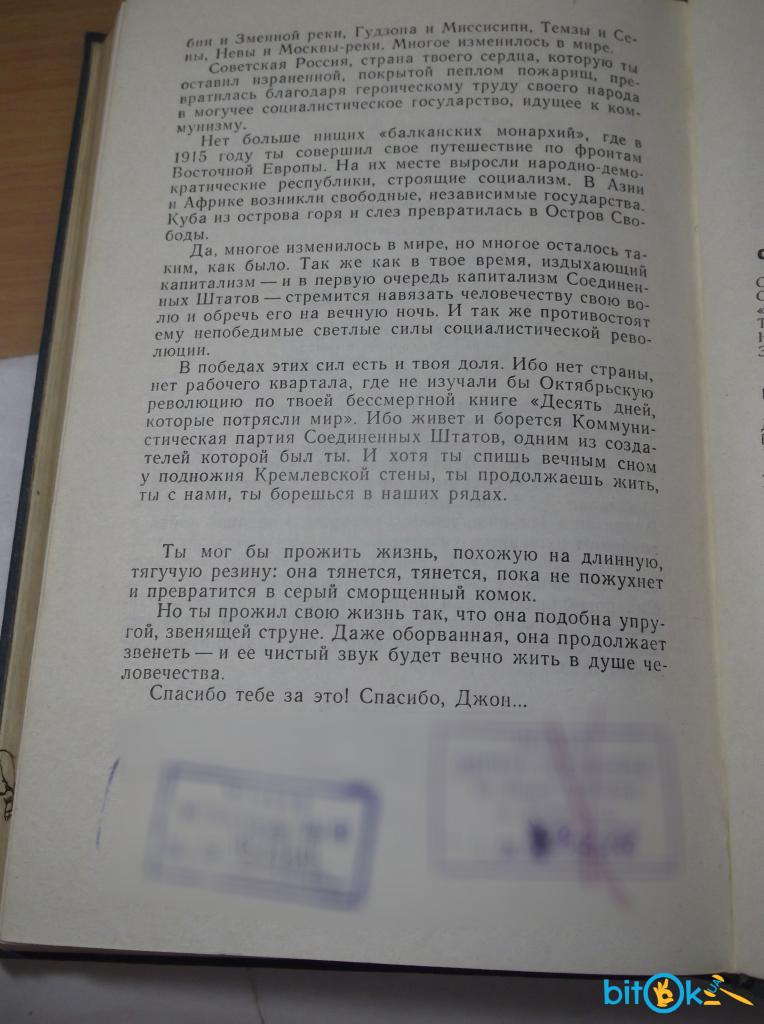 бии и Змеиной реки, Гудзона и Миссисипи, Темзы и Се-
ны, Невы и Москвы-реки. Многое изменилось в мире.
Советская Россия, страна твоего сердца, которую ты
оставил израненной, покрытой пеплом пожарищ, пре-
вратилась благодаря героическому труду своего народа
в могучее социалистическое государство, идущее к ком-
мунизму.
Нет больше нищих «балканских монархий», где в
1915 году ты совершил свое путешествие по фронтам
Восточной Европы. На их месте выросли народно-демо-
кратические республики, строящие социализм. В Азии
и Африке возникли свободные, независимые государства.
Куба из острова горя и слез превратилась в Остров Сво-
боды.
Да, многое изменилось в мире, но многое осталось та-
ким, как было. Так же как в твое время, издыхающий
капитализм — и в первую очередь капитализм Соединен-
ных Штатов — стремится навязать человечеству свою во-
лю и обречь его на вечную ночь. И так же противостоят
ему непобедимые светлые силы социалистической рево-
люции.
В победах этих сил есть и твоя доля. Ибо нет страны,
нет рабочего квартала, где не изучали бы Октябрьскую
революцию по твоей бессмертной книге «Десять дней,
которые потрясли мир». Ибо живет и борется Коммуни-
стическая партия Соединенных Штатов, одним из созда-
телей которой был ты. И хотя ты спишь вечным сном
у подножия Кремлевской стены, ты продолжаешь жить,
ты с нами, ты борешься в наших рядах.
Ты мог бы прожить жизнь, похожую на длинную,
тягучую резину: она тянется, тянется, пока не пожухнет
и превратится в серый сморщенный комок.
Но ты прожил свою жизнь так, что она подобна упру-
гой, звенящей струне. Даже оборванная, она продолжает
звенеть — и ее чистый звук будет вечно жить в душе че-
ловечества.
Спасибо тебе за это! Спасибо, Джон...
bitOk UA